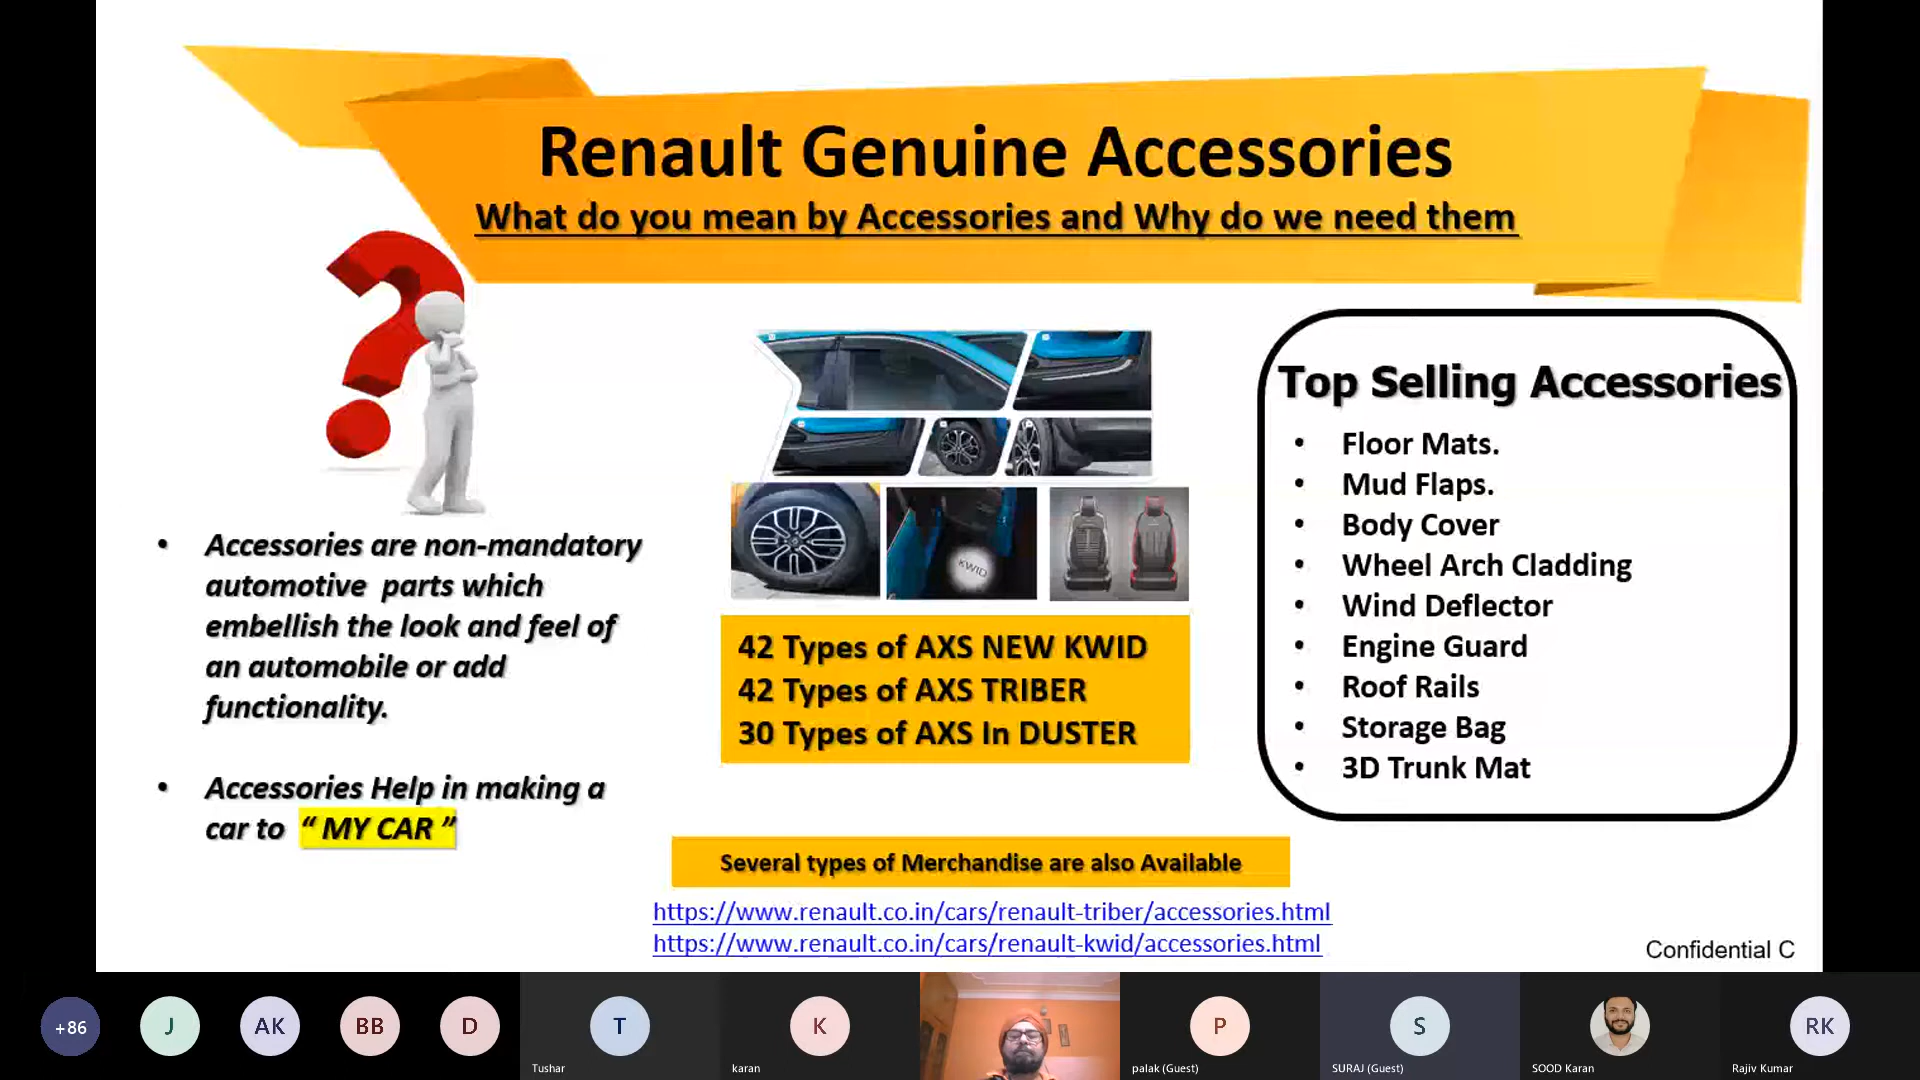 Renault Genuine Accessories
What do you mean by Accessories and Why do we need them
• Accessories are non-mandatory
automotive parts which
embellish the look and feel of
an automobile or add
functionality.
• Accessories Help in making a
car to “ MY CAR ”
KWID
42 Types of AXS NEW KWID
42 Types of AXS TRIBER
30 Types of AXS In DUSTER
Top Selling Accessories
• Floor Mats.
• Mud Flaps.
• Body Cover
• Wheel Arch Cladding
• Wind Deflector
• Engine Guard
• Roof Rails
• Storage Bag
• 3D Trunk Mat
Several types of Merchandise are also Available
https://www.renault.co.in/cars/renault-triber/accessories.html
https://www.renault.co.in/cars/renault-kwid/accessories.html
Confidential C
+86
J
AK
BB
D
T
Tushar
K
karan
P
palak (Guest)
S
SURAJ (Guest)
SOOD Karan
RK
Rajiv Kumar